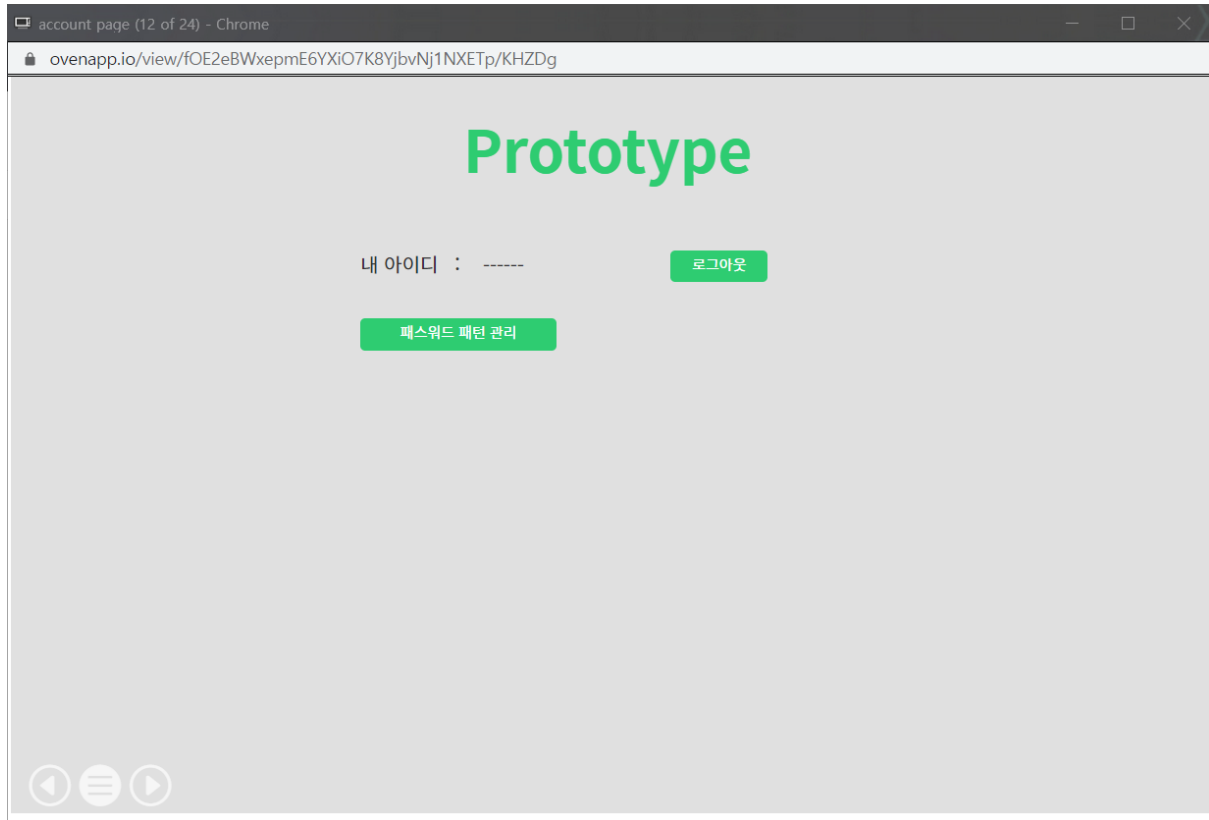 account page (12 of 24) - Chrome
ovenapp.io/view/fOE2eBWxepmE6YXiO7K8YjbvNj1NXETp/KHZDg
Prototype
내 아이디 : ------ 로그아웃
패스워드 패턴 관리